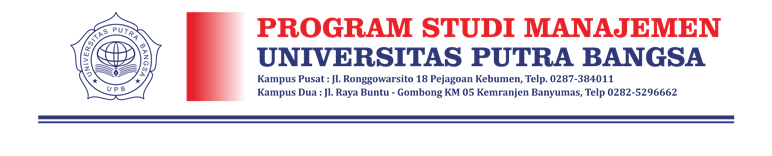 UNIVERSITAS PUTRA BANGSA
UPB
PROGRAM STUDI MANAJEMEN
UNIVERSITAS PUTRA BANGSA
Kampus Pusat : Jl. Ronggowarsito 18 Pejagoan Kebumen, Telp. 0287-384011
Kampus Dua : Jl. Raya Buntu - Gombong KM 05 Kemranjen Banyumas, Telp 0282-5296662